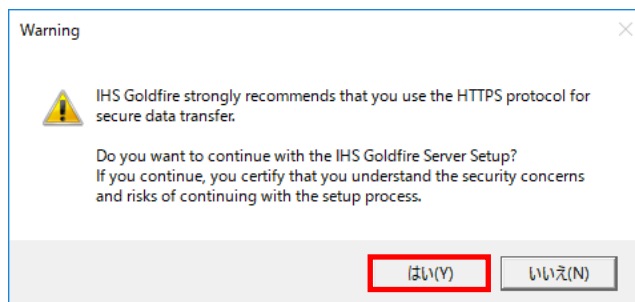 Warning
IHS Goldfire strongly recommends that you use the HTTPS protocol for
secure data transfer.
Do you want to continue with the IHS Goldfire Server Setup?
If you continue, you certify that you understand the security concerns
and risks of continuing with the setup process.
はい(Y) いいえ(N)